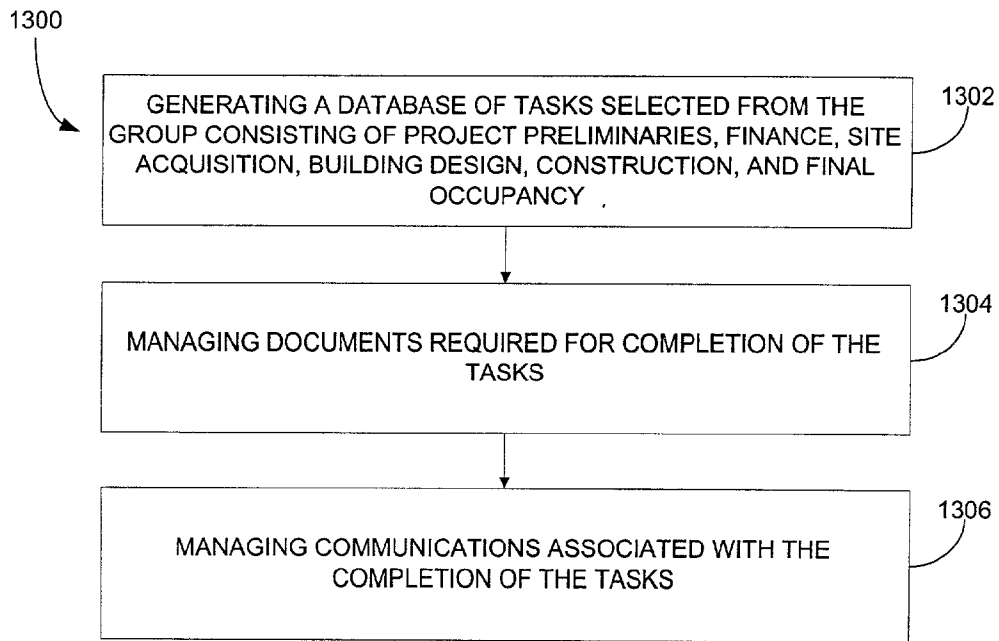 1300
GENERATING A DATABASE OF TASKS SELECTED FROM THE
GROUP CONSISTING OF PROJECT PRELIMINARIES, FINANCE, SITE
ACQUISITION, BUILDING DESIGN, CONSTRUCTION, AND FINAL
OCCUPANCY
1302
MANAGING DOCUMENTS REQUIRED FOR COMPLETION OF THE
TASKS
1304
MANAGING COMMUNICATIONS ASSOCIATED WITH THE
COMPLETION OF THE TASKS
1306